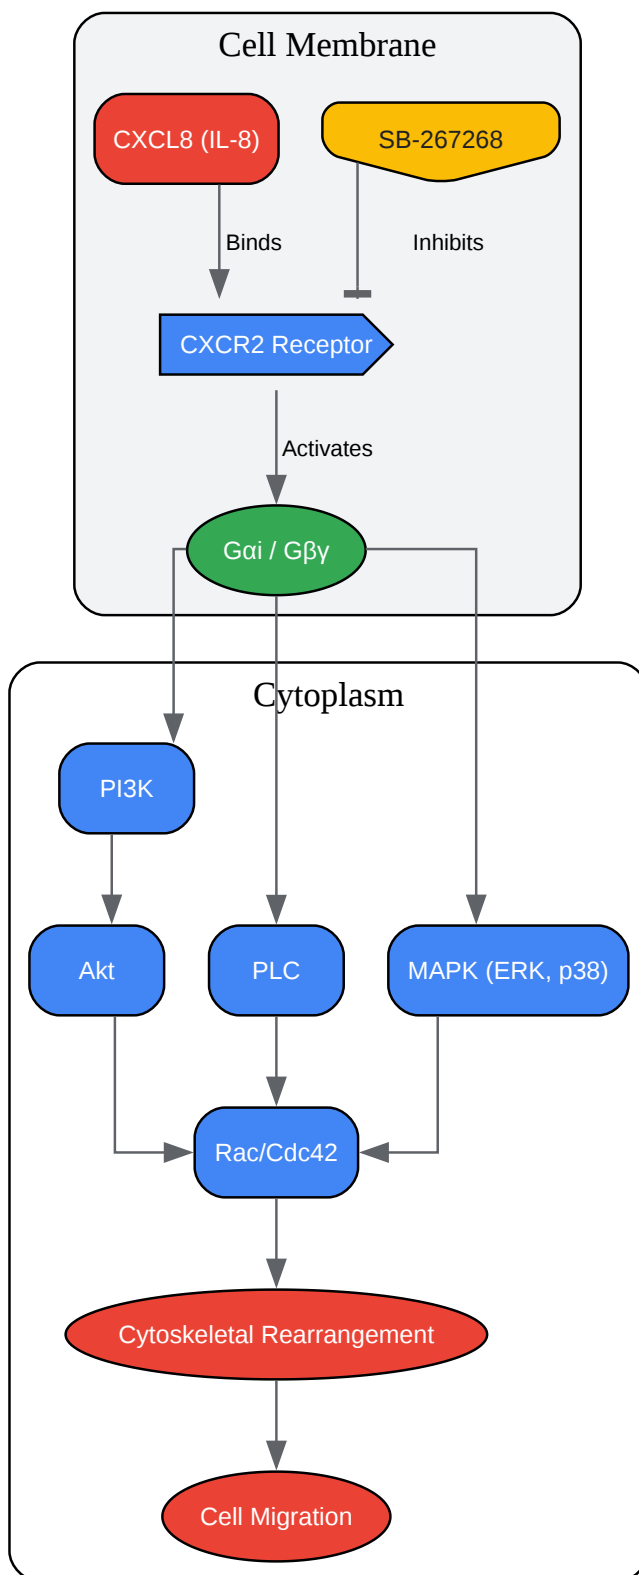 Cell Membrane
CXCL8 (IL-8)
SB-267268
Binds
Inhibits
CXCR2 Receptor
Activates
Gαi / Gβγ
Cytoplasm
PI3K
Akt
PLC
MAPK (ERK, p38)
Rac/Cdc42
Cytoskeletal Rearrangement
Cell Migration